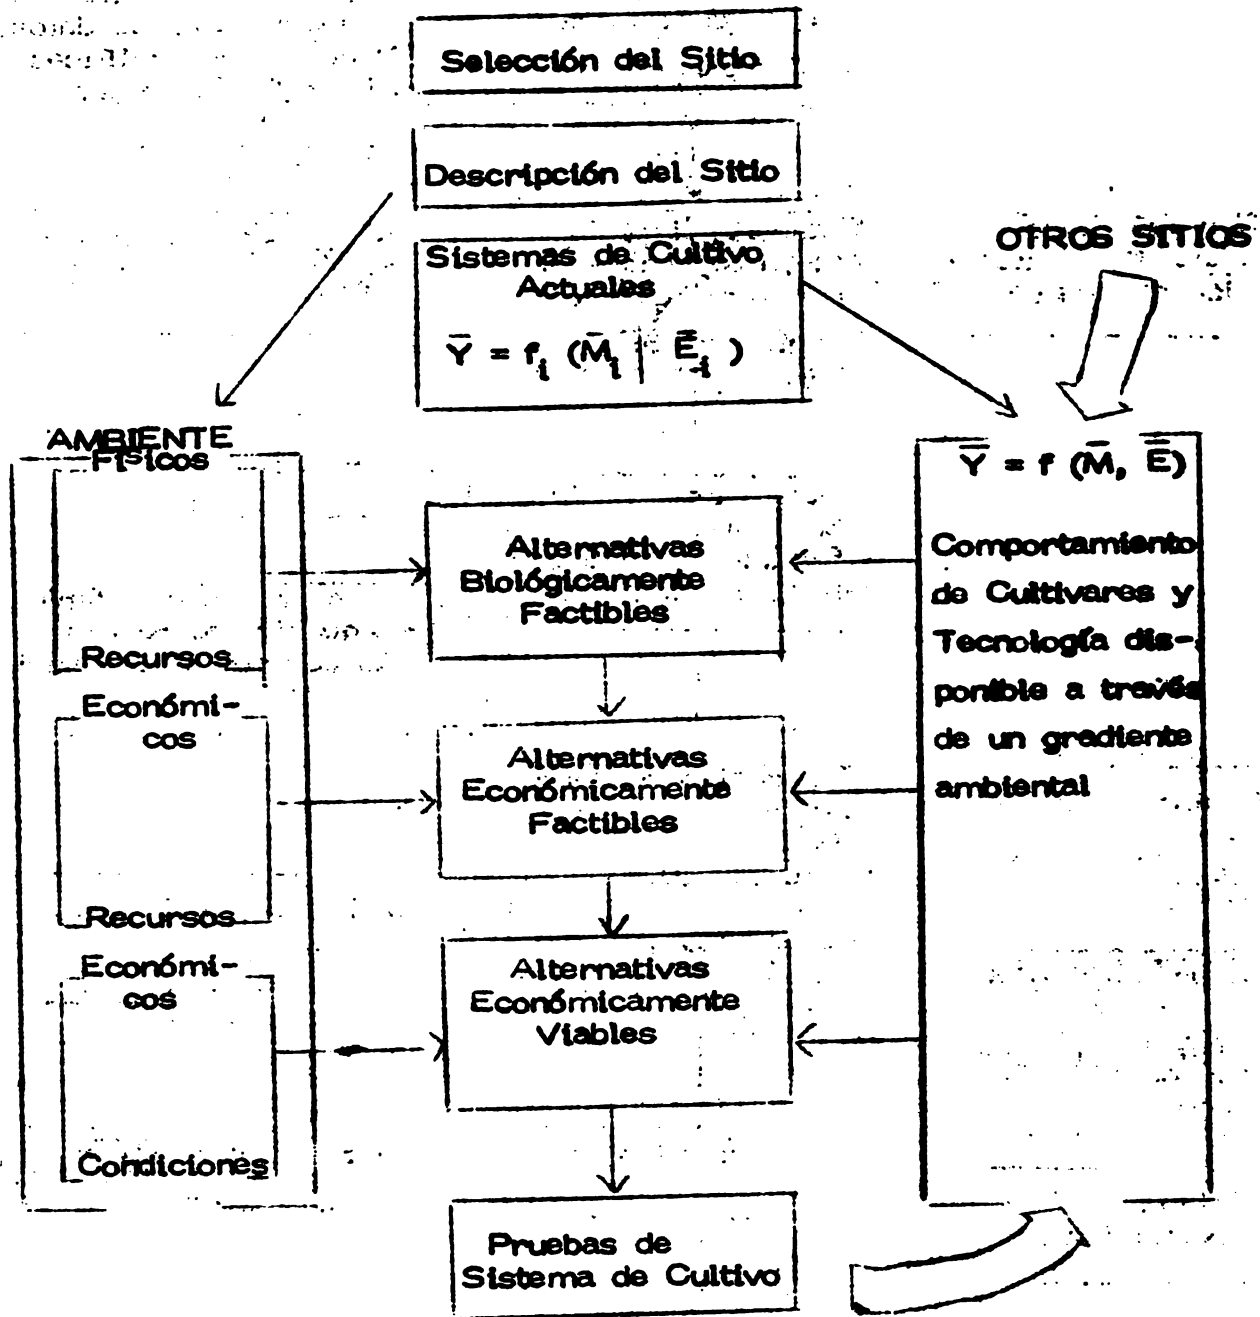 Selección del Sitio
Descripción del Sitio
Sistemas de Cultivo
Actuales
Ȳ = fᵢ (M̄ᵢ | Ē̄ᵢ )
OTROS SITIOS
AMBIENTE
Físicos
Recursos
Económi-
cos
Recursos
Económi-
cos
Condiciones
Alternativas
Biológicamente
Factibles
Alternativas
Económicamente
Factibles
Alternativas
Económicamente
Viables
Pruebas de
Sistema de Cultivo
Ȳ = f (M̄, Ē̄)
Comportamiento
de Cultivares y
Tecnología dis-
ponible a través
de un gradiente
ambiental